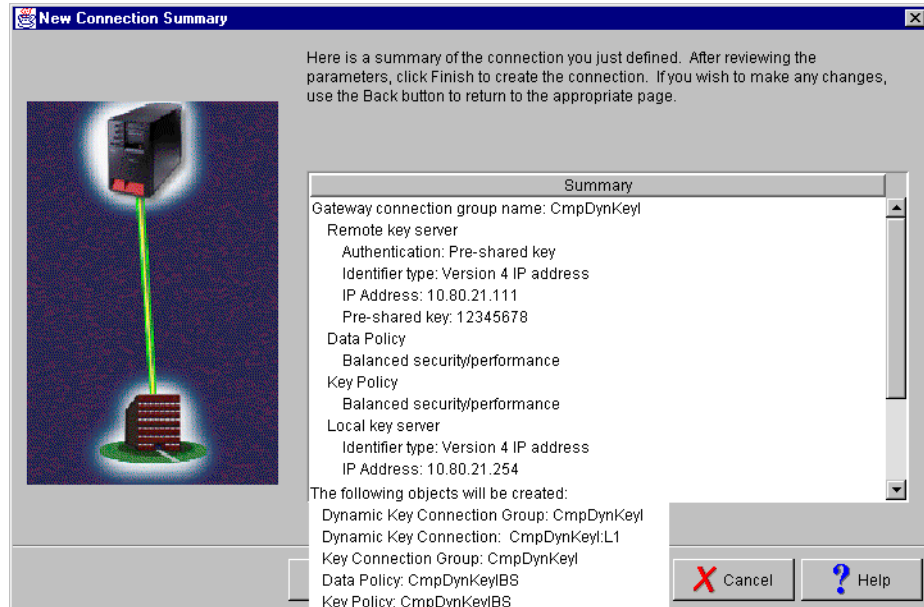 New Connection Summary
Here is a summary of the connection you just defined. After reviewing the
parameters, click Finish to create the connection. If you wish to make any changes,
use the Back button to return to the appropriate page.
Summary
Gateway connection group name: CmpDynKeyI
Remote key server
Authentication: Pre-shared key
Identifier type: Version 4 IP address
IP Address: 10.80.21.111
Pre-shared key: 12345678
Data Policy
Balanced security/performance
Key Policy
Balanced security/performance
Local key server
Identifier type: Version 4 IP address
IP Address: 10.80.21.254
The following objects will be created:
Dynamic Key Connection Group: CmpDynKeyI
Dynamic Key Connection: CmpDynKeyI:L1
Key Connection Group: CmpDynKeyI
Data Policy: CmpDynKeyIBS
Key Policy: CmpDynKeyIBS
Cancel
Help